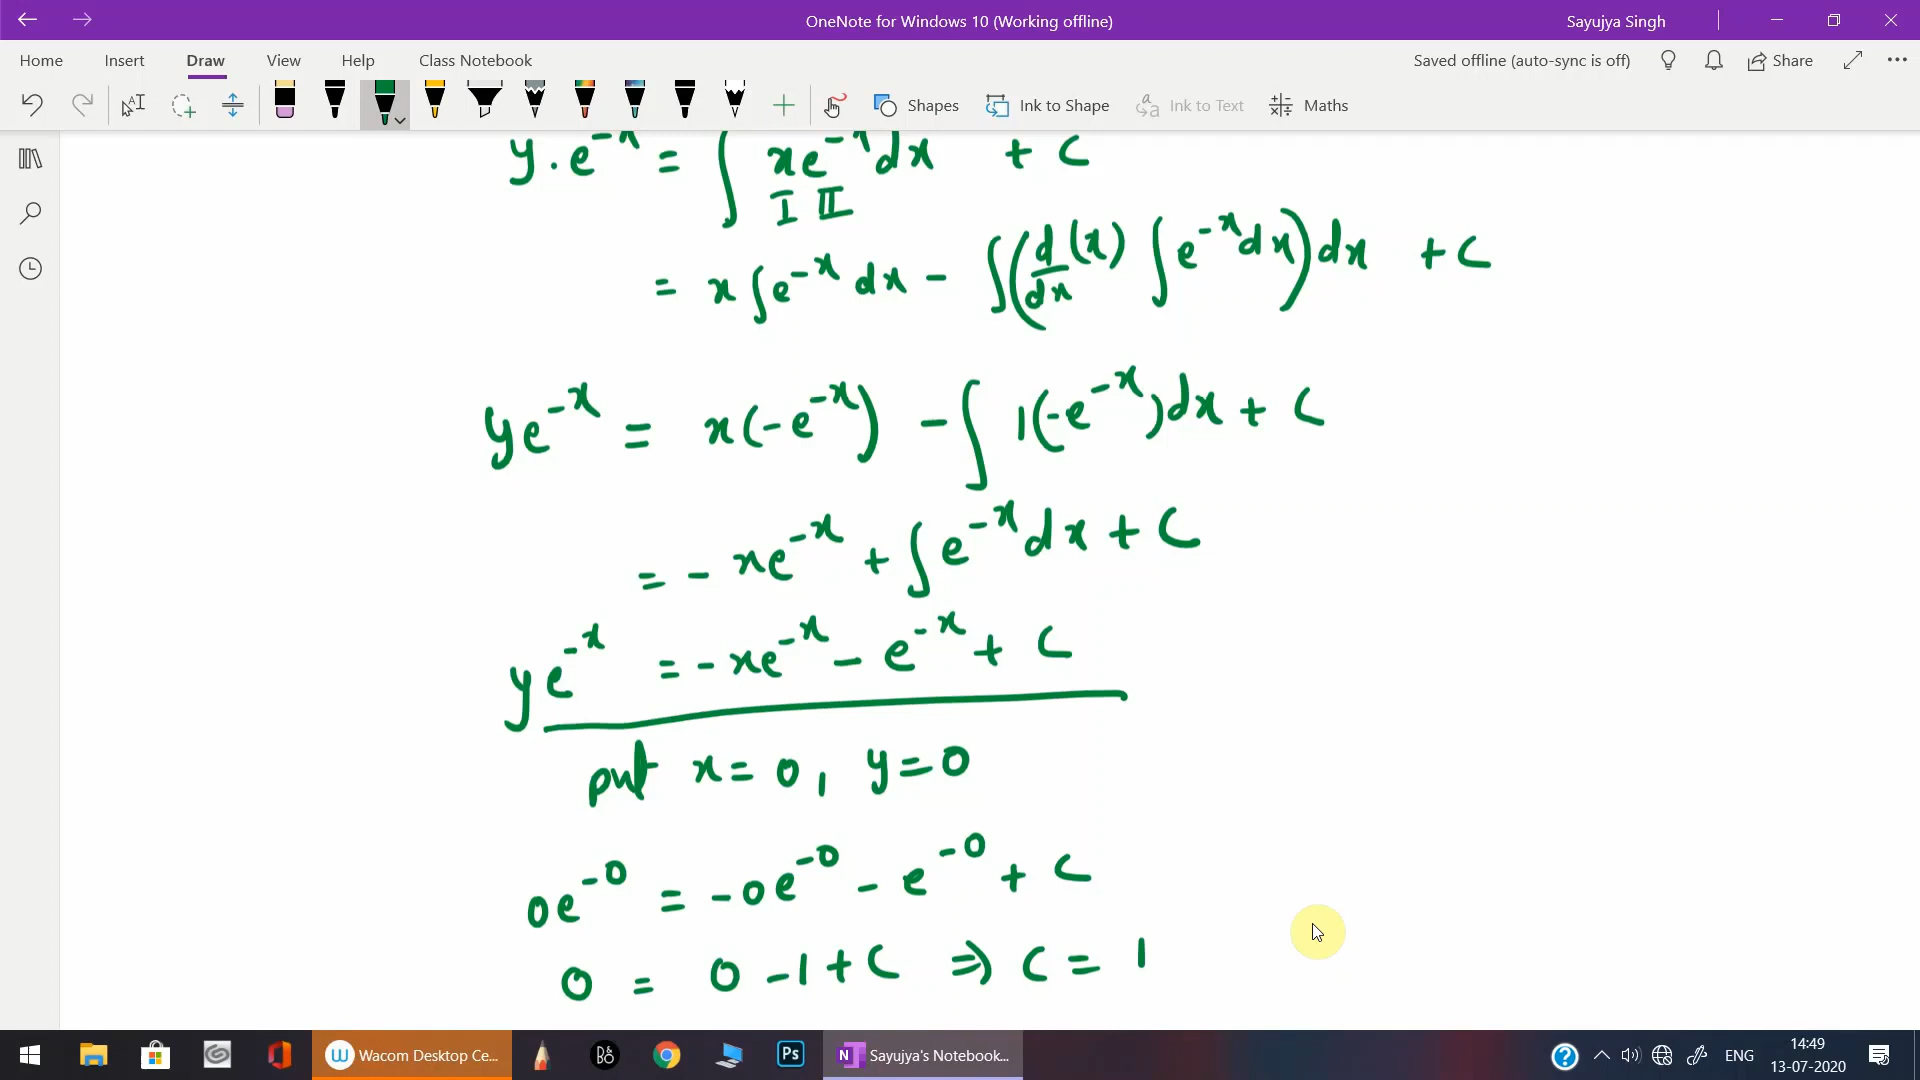 OneNote for Windows 10 (Working offline)
Sayujya Singh
Home Insert Draw View Help Class Notebook
Saved offline (auto-sync is off) Share
Shapes Ink to Shape Ink to Text Maths
y · e^-x = ∫ xe^-x dx + c
I II
= x ∫e^-x dx - ∫(d/dx (x) ∫e^-x dx) dx + c
ye^-x = x(-e^-x) - ∫ 1(-e^-x)dx + c
= - xe^-x + ∫e^-x dx + c
ye^-x = -xe^-x - e^-x + c
put x = 0, y = 0
0e^-0 = -0e^-0 - e^-0 + c
0 = 0 - 1 + c ⇒ c = 1
Wacom Desktop Ce...
Ps
Sayujya's Notebook...
ENG
14:49
13-07-2020